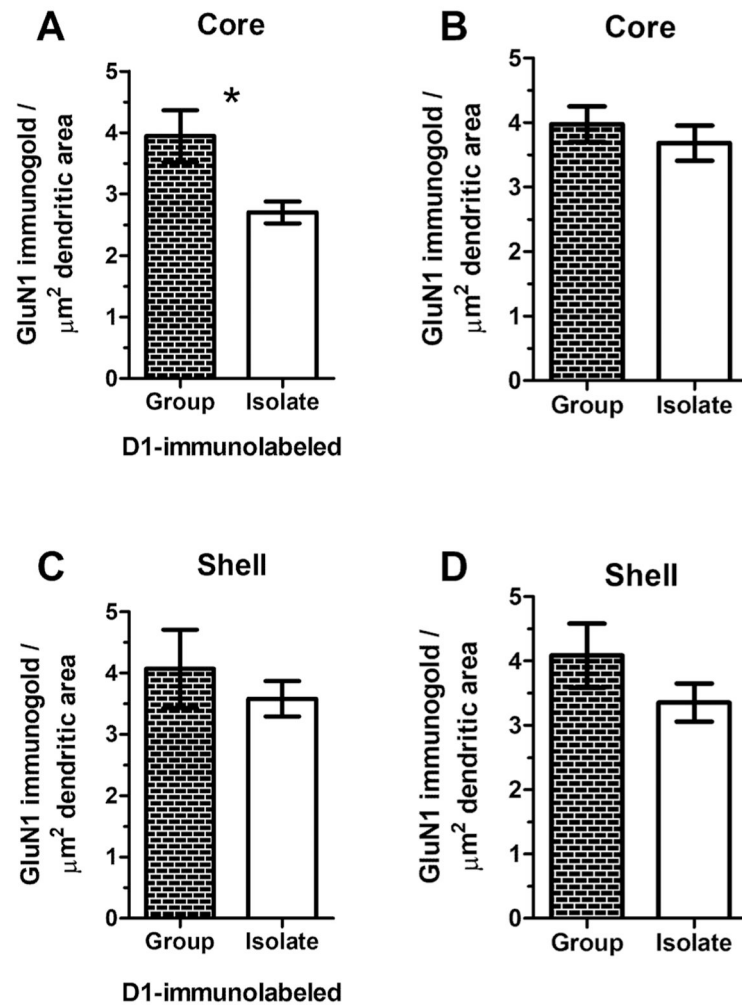 A
Core
*
GluN1 immunogold /
μm² dendritic area
5
4
3
2
1
0
Group
Isolate
D1-immunolabeled
B
Core
GluN1 immunogold /
μm² dendritic area
5
4
3
2
1
0
Group
Isolate
C
Shell
GluN1 immunogold /
μm² dendritic area
5
4
3
2
1
0
Group
Isolate
D1-immunolabeled
D
Shell
GluN1 immunogold /
μm² dendritic area
5
4
3
2
1
0
Group
Isolate